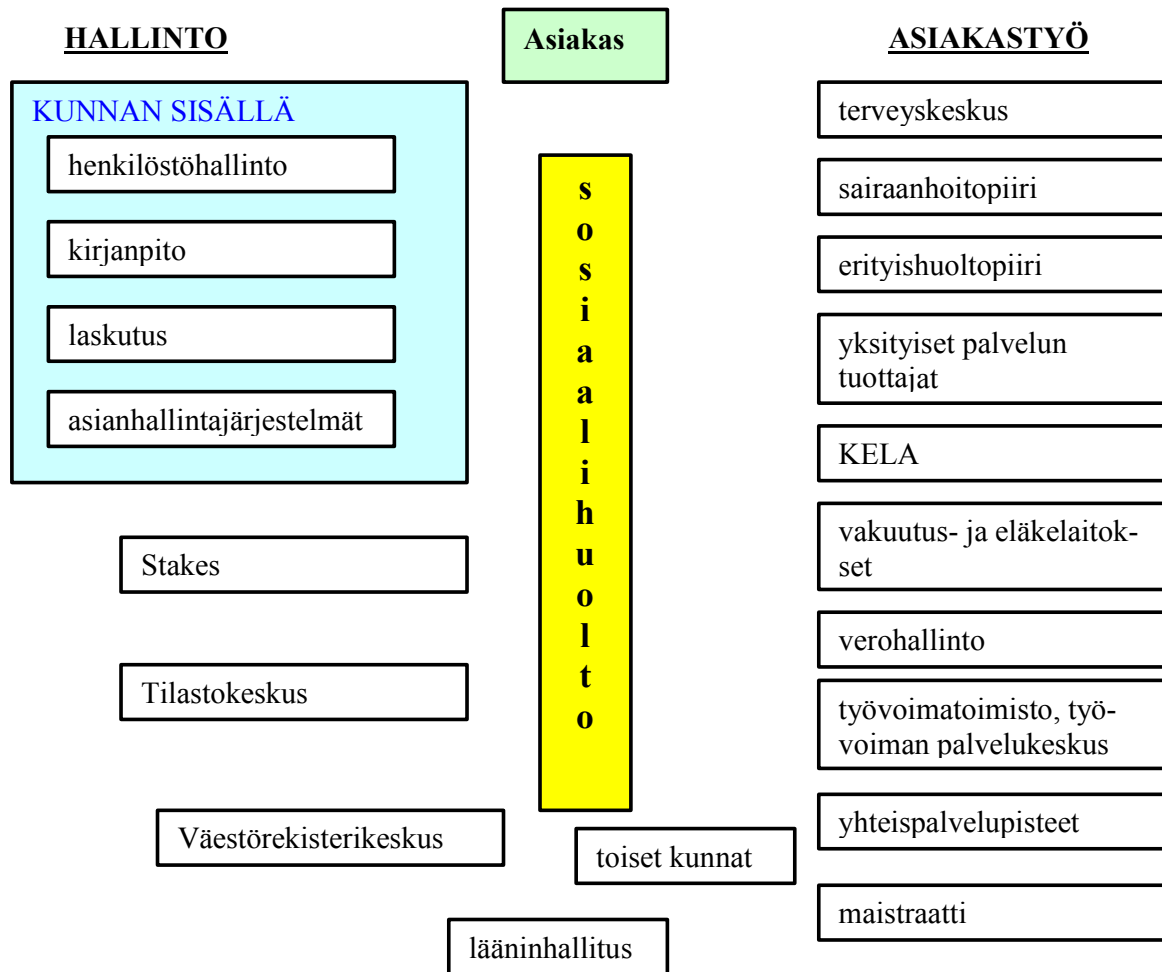 HALLINTO
Asiakas
ASIAKASTYÖ
KUNNAN SISÄLLÄ
henkilöstöhallinto
kirjanpito
laskutus
asianhallintajärjestelmät
Stakes
Tilastokeskus
Väestörekisterikeskus
lääninhallitus
toiset kunnat
s
o
s
i
a
a
l
i
h
u
o
l
t
o
terveyskeskus
sairaanhoitopiiri
erityishuoltopiiri
yksityiset palvelun
tuottajat
KELA
vakuutus- ja eläkelaitok-
set
verohallinto
työvoimatoimisto, työ-
voiman palvelukeskus
yhteispalvelupisteet
maistraatti